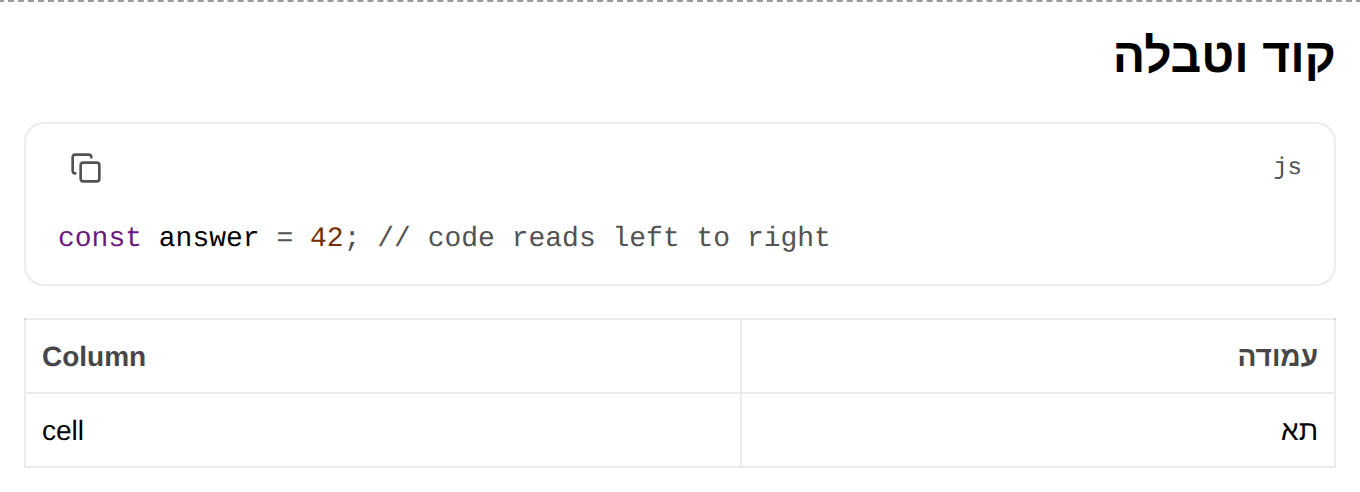 קוד וטבלה
js
const answer = 42; // code reads left to right
עמודה Column
תא cell